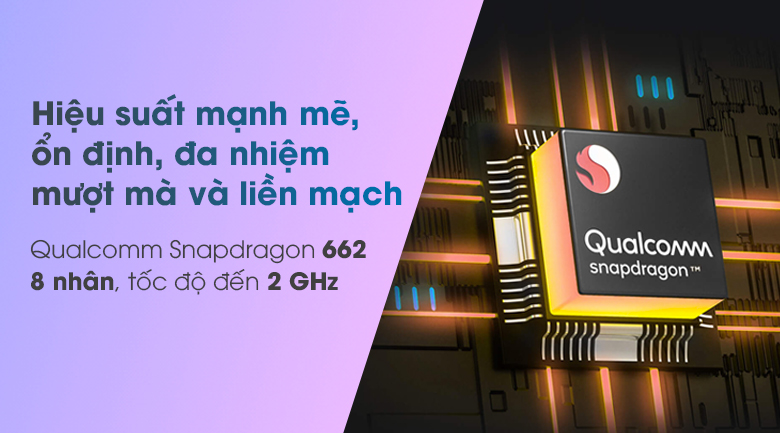 Hiệu suất mạnh mẽ,
ổn định, đa nhiệm
mượt mà và liền mạch
Qualcomm Snapdragon 662
8 nhân, tốc độ đến 2 GHz
Qualcomm
snapdragon™